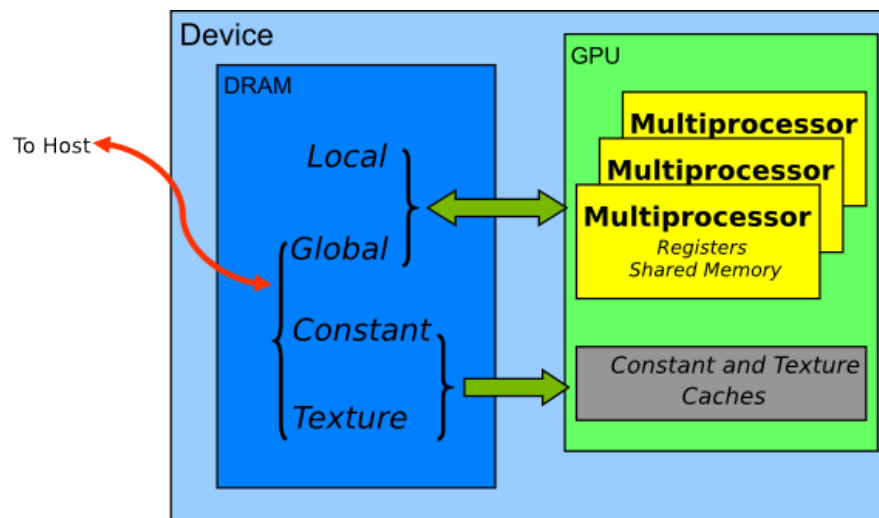 Device
DRAM
To Host
Local
Global
Constant
Texture
GPU
Multiprocessor
Multiprocessor
Multiprocessor
Registers
Shared Memory
Constant and Texture
Caches